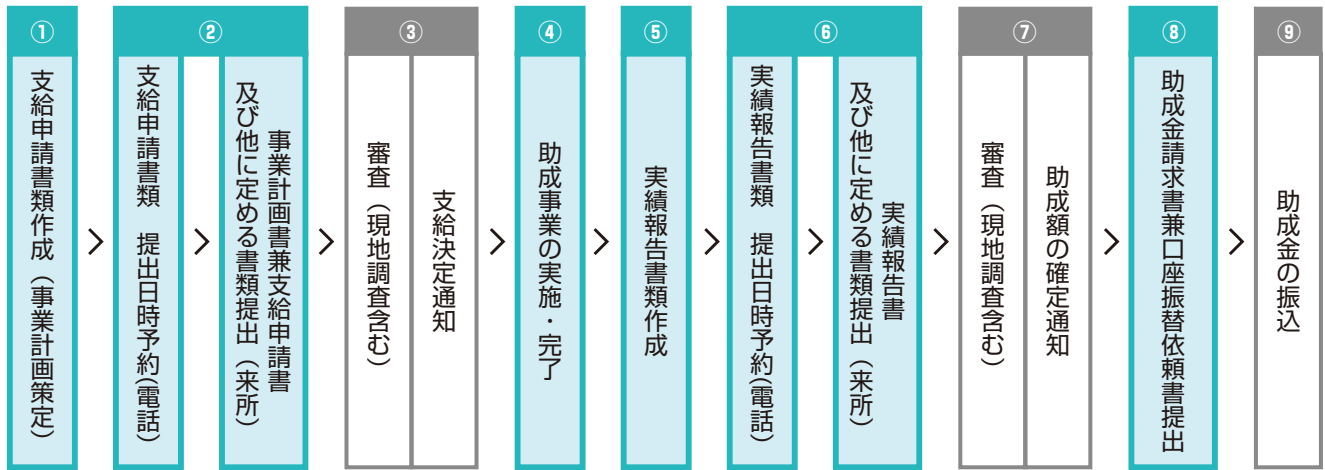 ①
支給申請書類作成（事業計画策定）
②
支給申請書類　提出日時予約(電話)
事業計画書兼支給申請書
及び他に定める書類提出（来所）
③
審査（現地調査含む）
支給決定通知
④
助成事業の実施・完了
⑤
実績報告書類作成
⑥
実績報告書類　提出日時予約(電話)
実績報告書
及び他に定める書類提出（来所）
⑦
審査（現地調査含む）
助成額の確定通知
⑧
助成金請求書兼口座振替依頼書提出
⑨
助成金の振込